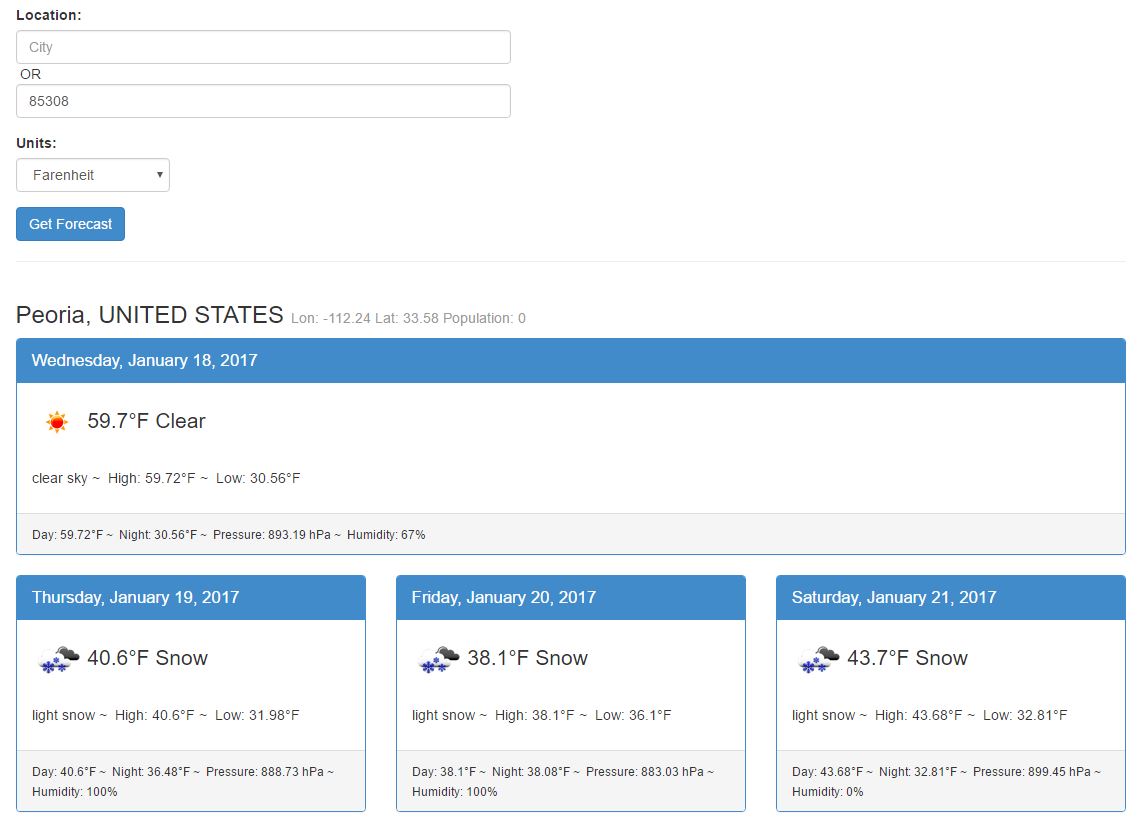 Location:
City
OR
85308
Units:
Farenheit
Get Forecast
Peoria, UNITED STATES Lon: -112.24 Lat: 33.58 Population: 0
Wednesday, January 18, 2017
59.7°F Clear
clear sky ~ High: 59.72°F ~ Low: 30.56°F
Day: 59.72°F ~ Night: 30.56°F ~ Pressure: 893.19 hPa ~ Humidity: 67%
Thursday, January 19, 2017
40.6°F Snow
light snow ~ High: 40.6°F ~ Low: 31.98°F
Day: 40.6°F ~ Night: 36.48°F ~ Pressure: 888.73 hPa ~
Humidity: 100%
Friday, January 20, 2017
38.1°F Snow
light snow ~ High: 38.1°F ~ Low: 36.1°F
Day: 38.1°F ~ Night: 38.08°F ~ Pressure: 883.03 hPa ~
Humidity: 100%
Saturday, January 21, 2017
43.7°F Snow
light snow ~ High: 43.68°F ~ Low: 32.81°F
Day: 43.68°F ~ Night: 32.81°F ~ Pressure: 899.45 hPa ~
Humidity: 0%